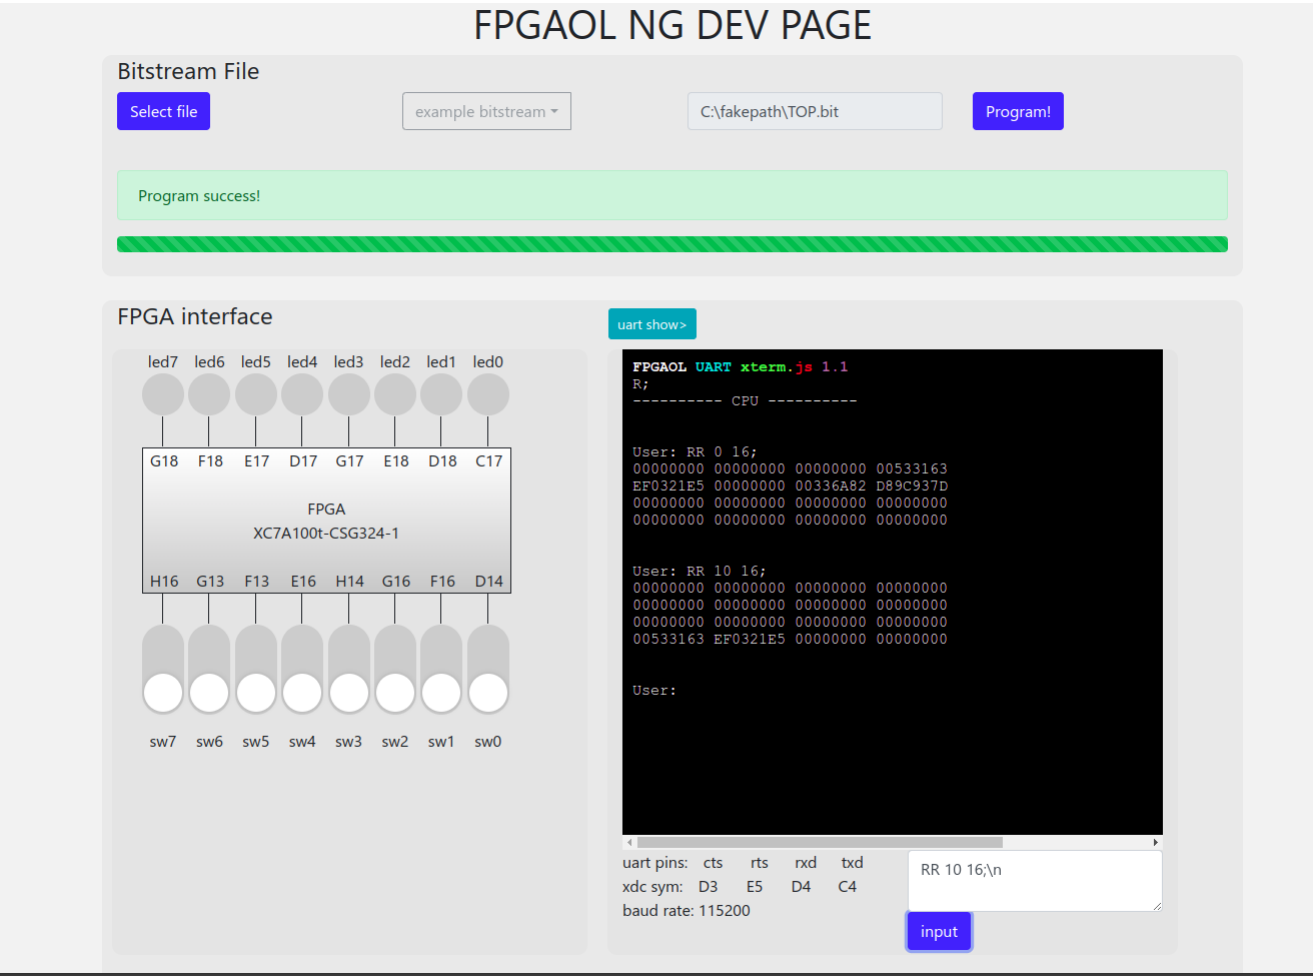 FPGAOL NG DEV PAGE
Bitstream File
Select file example bitstream C:\fakepath\TOP.bit Program!
Program success!
FPGA interface
led7 led6 led5 led4 led3 led2 led1 led0
G18 F18 E17 D17 G17 E18 D18 C17
FPGA
XC7A100t-CSG324-1
H16 G13 F13 E16 H14 G16 F16 D14
sw7 sw6 sw5 sw4 sw3 sw2 sw1 sw0
uart show>
FPGAOL UART xterm.js 1.1
R;
---------- CPU ----------
User: RR 0 16;
00000000 00000000 00000000 00533163
EF0321E5 00000000 00336A82 D89C937D
00000000 00000000 00000000 00000000
00000000 00000000 00000000 00000000
User: RR 10 16;
00000000 00000000 00000000 00000000
00000000 00000000 00000000 00000000
00000000 00000000 00000000 00000000
00533163 EF0321E5 00000000 00000000
User:
uart pins: cts rts rxd txd
xdc sym: D3 E5 D4 C4
baud rate: 115200
RR 10 16;\n
input